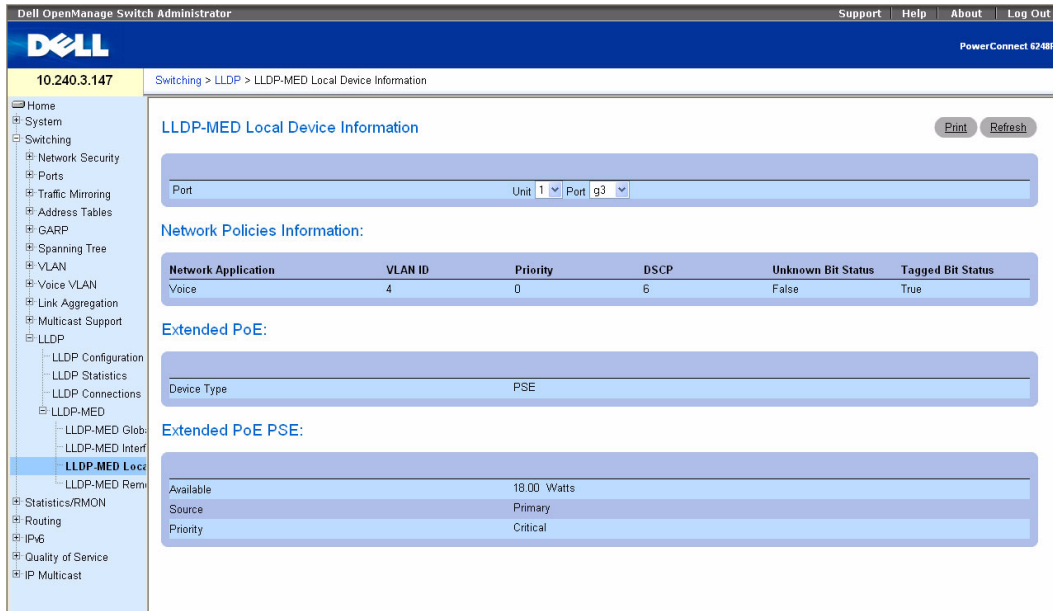 Dell OpenManage Switch Administrator Support Help About Log Out
DELL
PowerConnect 6248P
10.240.3.147
Switching > LLDP > LLDP-MED Local Device Information
Home
System
Switching
Network Security
Ports
Traffic Mirroring
Address Tables
GARP
Spanning Tree
VLAN
Voice VLAN
Link Aggregation
Multicast Support
LLDP
LLDP Configuration
LLDP Statistics
LLDP Connections
LLDP-MED
LLDP-MED Glob
LLDP-MED Interf
LLDP-MED Loca
LLDP-MED Rem
Statistics/RMON
Routing
IPv6
Quality of Service
IP Multicast
LLDP-MED Local Device Information
Print Refresh
Port Unit 1 Port g3
Network Policies Information:
Network Application VLAN ID Priority DSCP Unknown Bit Status Tagged Bit Status
Voice 4 0 6 False True
Extended PoE:
Device Type PSE
Extended PoE PSE:
Available 18.00 Watts
Source Primary
Priority Critical